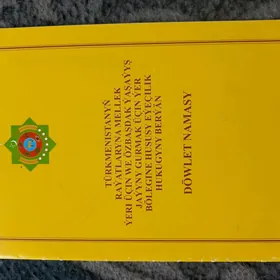 TÜRKMENISTANYŇ
RAÝATLARYNA MELLEK
ÝERI ÜÇIN WE ÖZBAŞDAK ÝAŞAÝYŞ
JAÝYNY GURMAK ÜÇIN ÝER
BÖLEGINE HUSUSY EÝEÇILIK
HUKUGYNY BERÝÄN
DÖWLET NAMASY